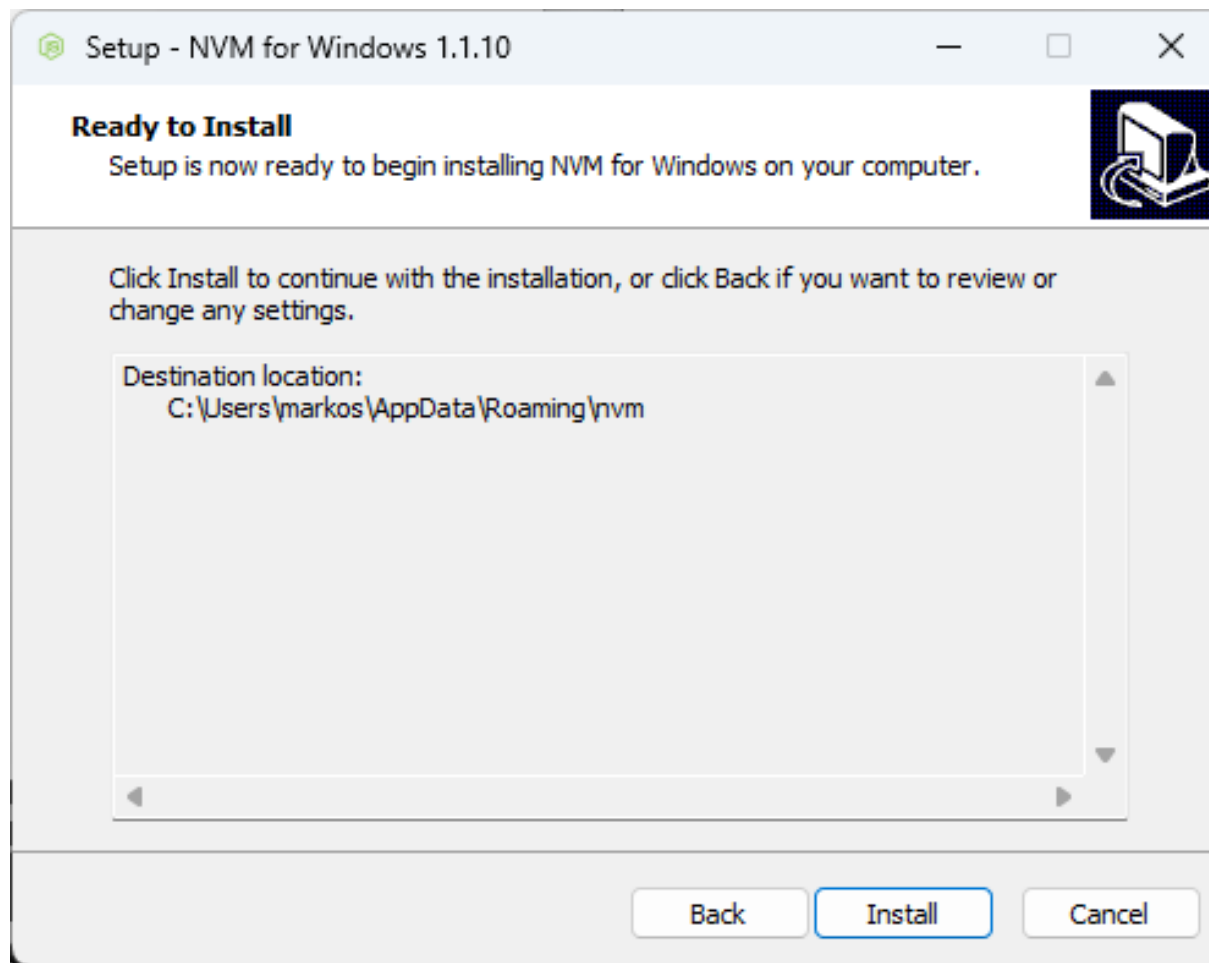 Setup - NVM for Windows 1.1.10
Ready to Install
Setup is now ready to begin installing NVM for Windows on your computer.
Click Install to continue with the installation, or click Back if you want to review or
change any settings.
Destination location:
C:\Users\markos\AppData\Roaming\nvm
Back
Install
Cancel